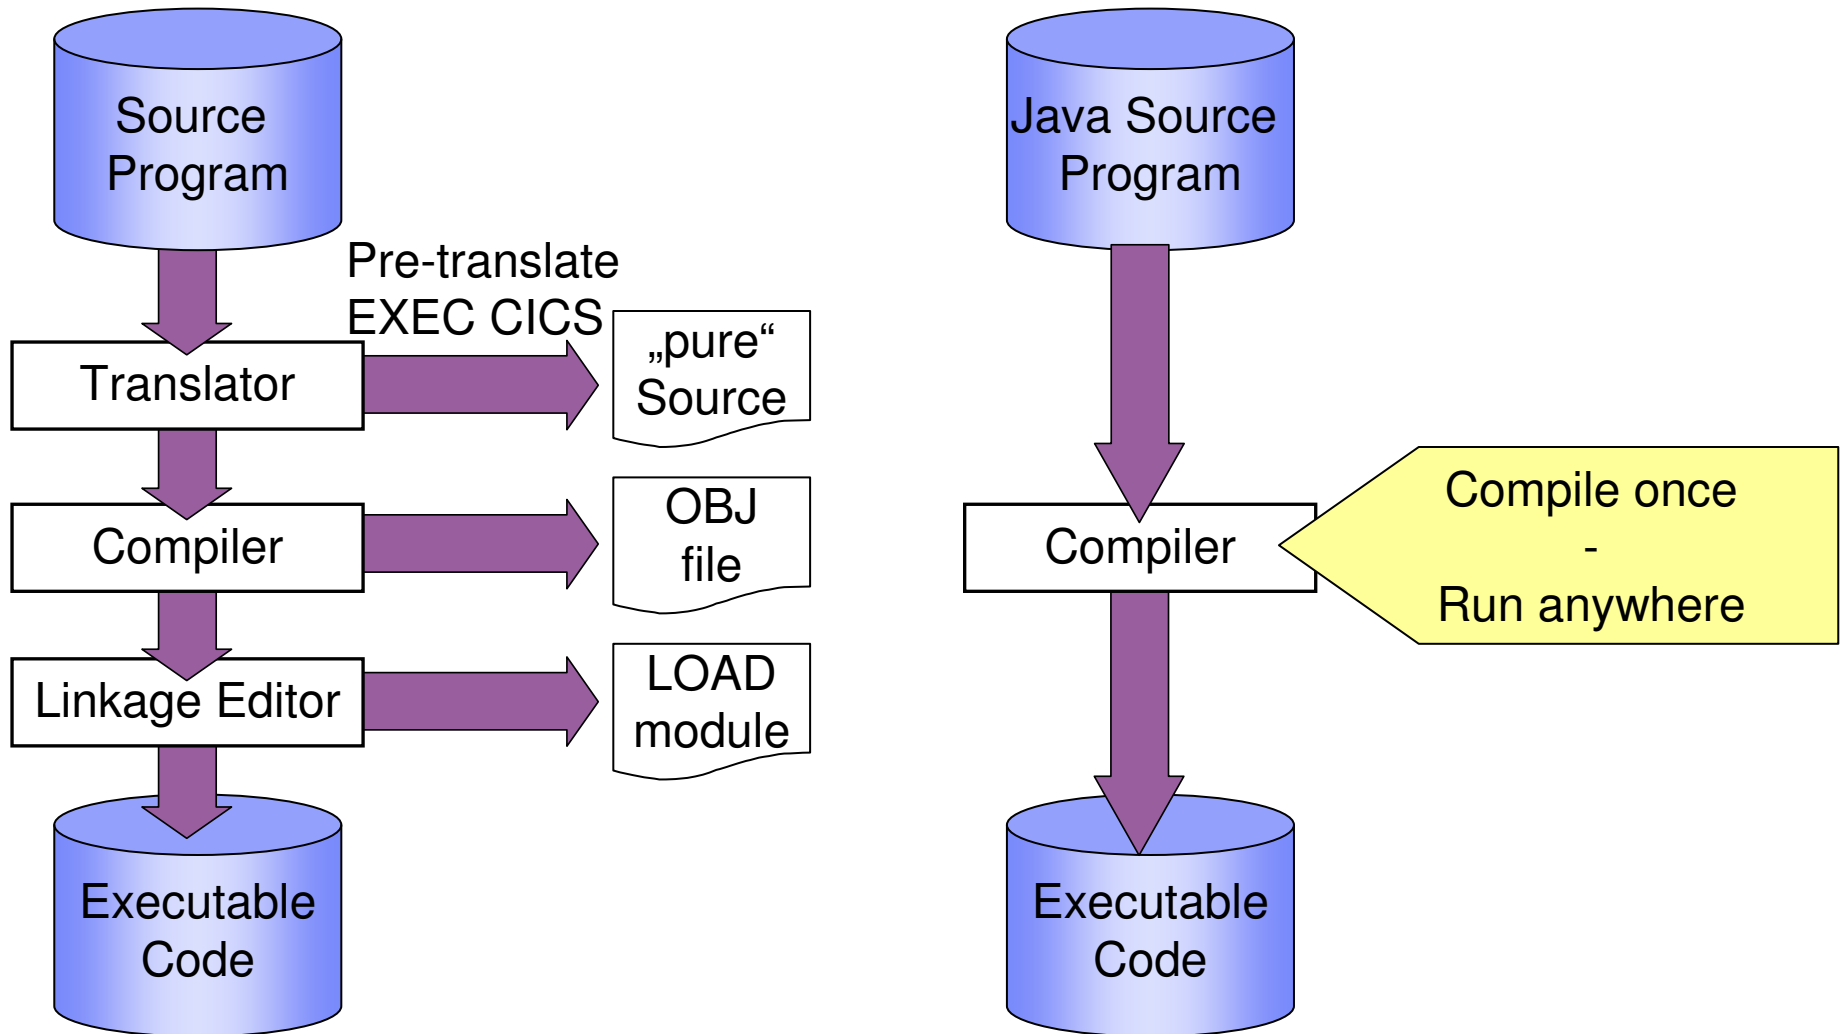 Source
Program
Pre-translate
EXEC CICS
Translator
„pure“
Source
Compiler
OBJ
file
Linkage Editor
LOAD
module
Executable
Code
Java Source
Program
Compiler
Compile once
-
Run anywhere
Executable
Code